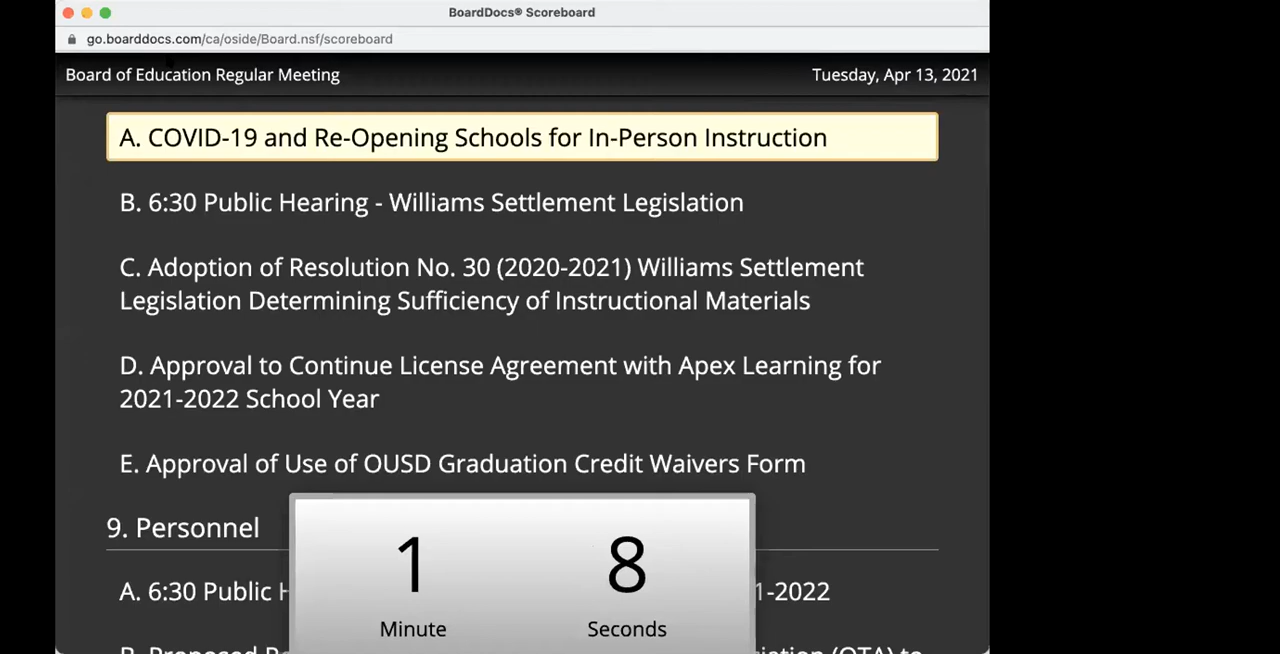 BoardDocs® Scoreboard
go.boarddocs.com/ca/oside/Board.nsf/scoreboard
Board of Education Regular Meeting
Tuesday, Apr 13, 2021
A. COVID-19 and Re-Opening Schools for In-Person Instruction
B. 6:30 Public Hearing - Williams Settlement Legislation
C. Adoption of Resolution No. 30 (2020-2021) Williams Settlement
Legislation Determining Sufficiency of Instructional Materials
D. Approval to Continue License Agreement with Apex Learning for
2021-2022 School Year
E. Approval of Use of OUSD Graduation Credit Waivers Form
9. Personnel
1 8
Minute Seconds
A. 6:30 Public 1-2022
B. Proposed (OTA) to